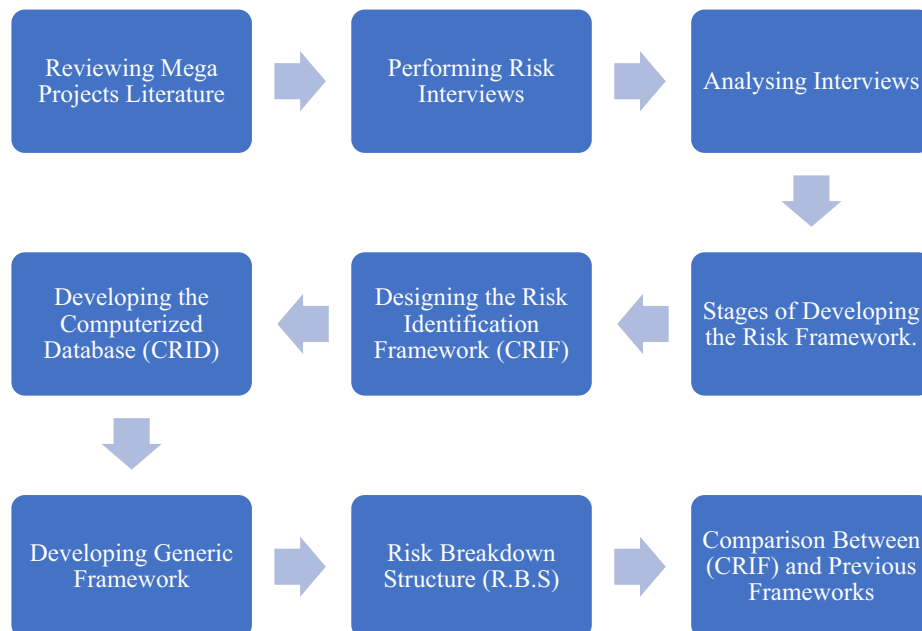 Reviewing Mega
Projects Literature
Performing Risk
Interviews
Analysing Interviews
Stages of Developing
the Risk Framework.
Designing the Risk
Identification
Framework (CRIF)
Developing the
Computerized
Database (CRID)
Developing Generic
Framework
Risk Breakdown
Structure (R.B.S)
Comparison Between
(CRIF) and Previous
Frameworks